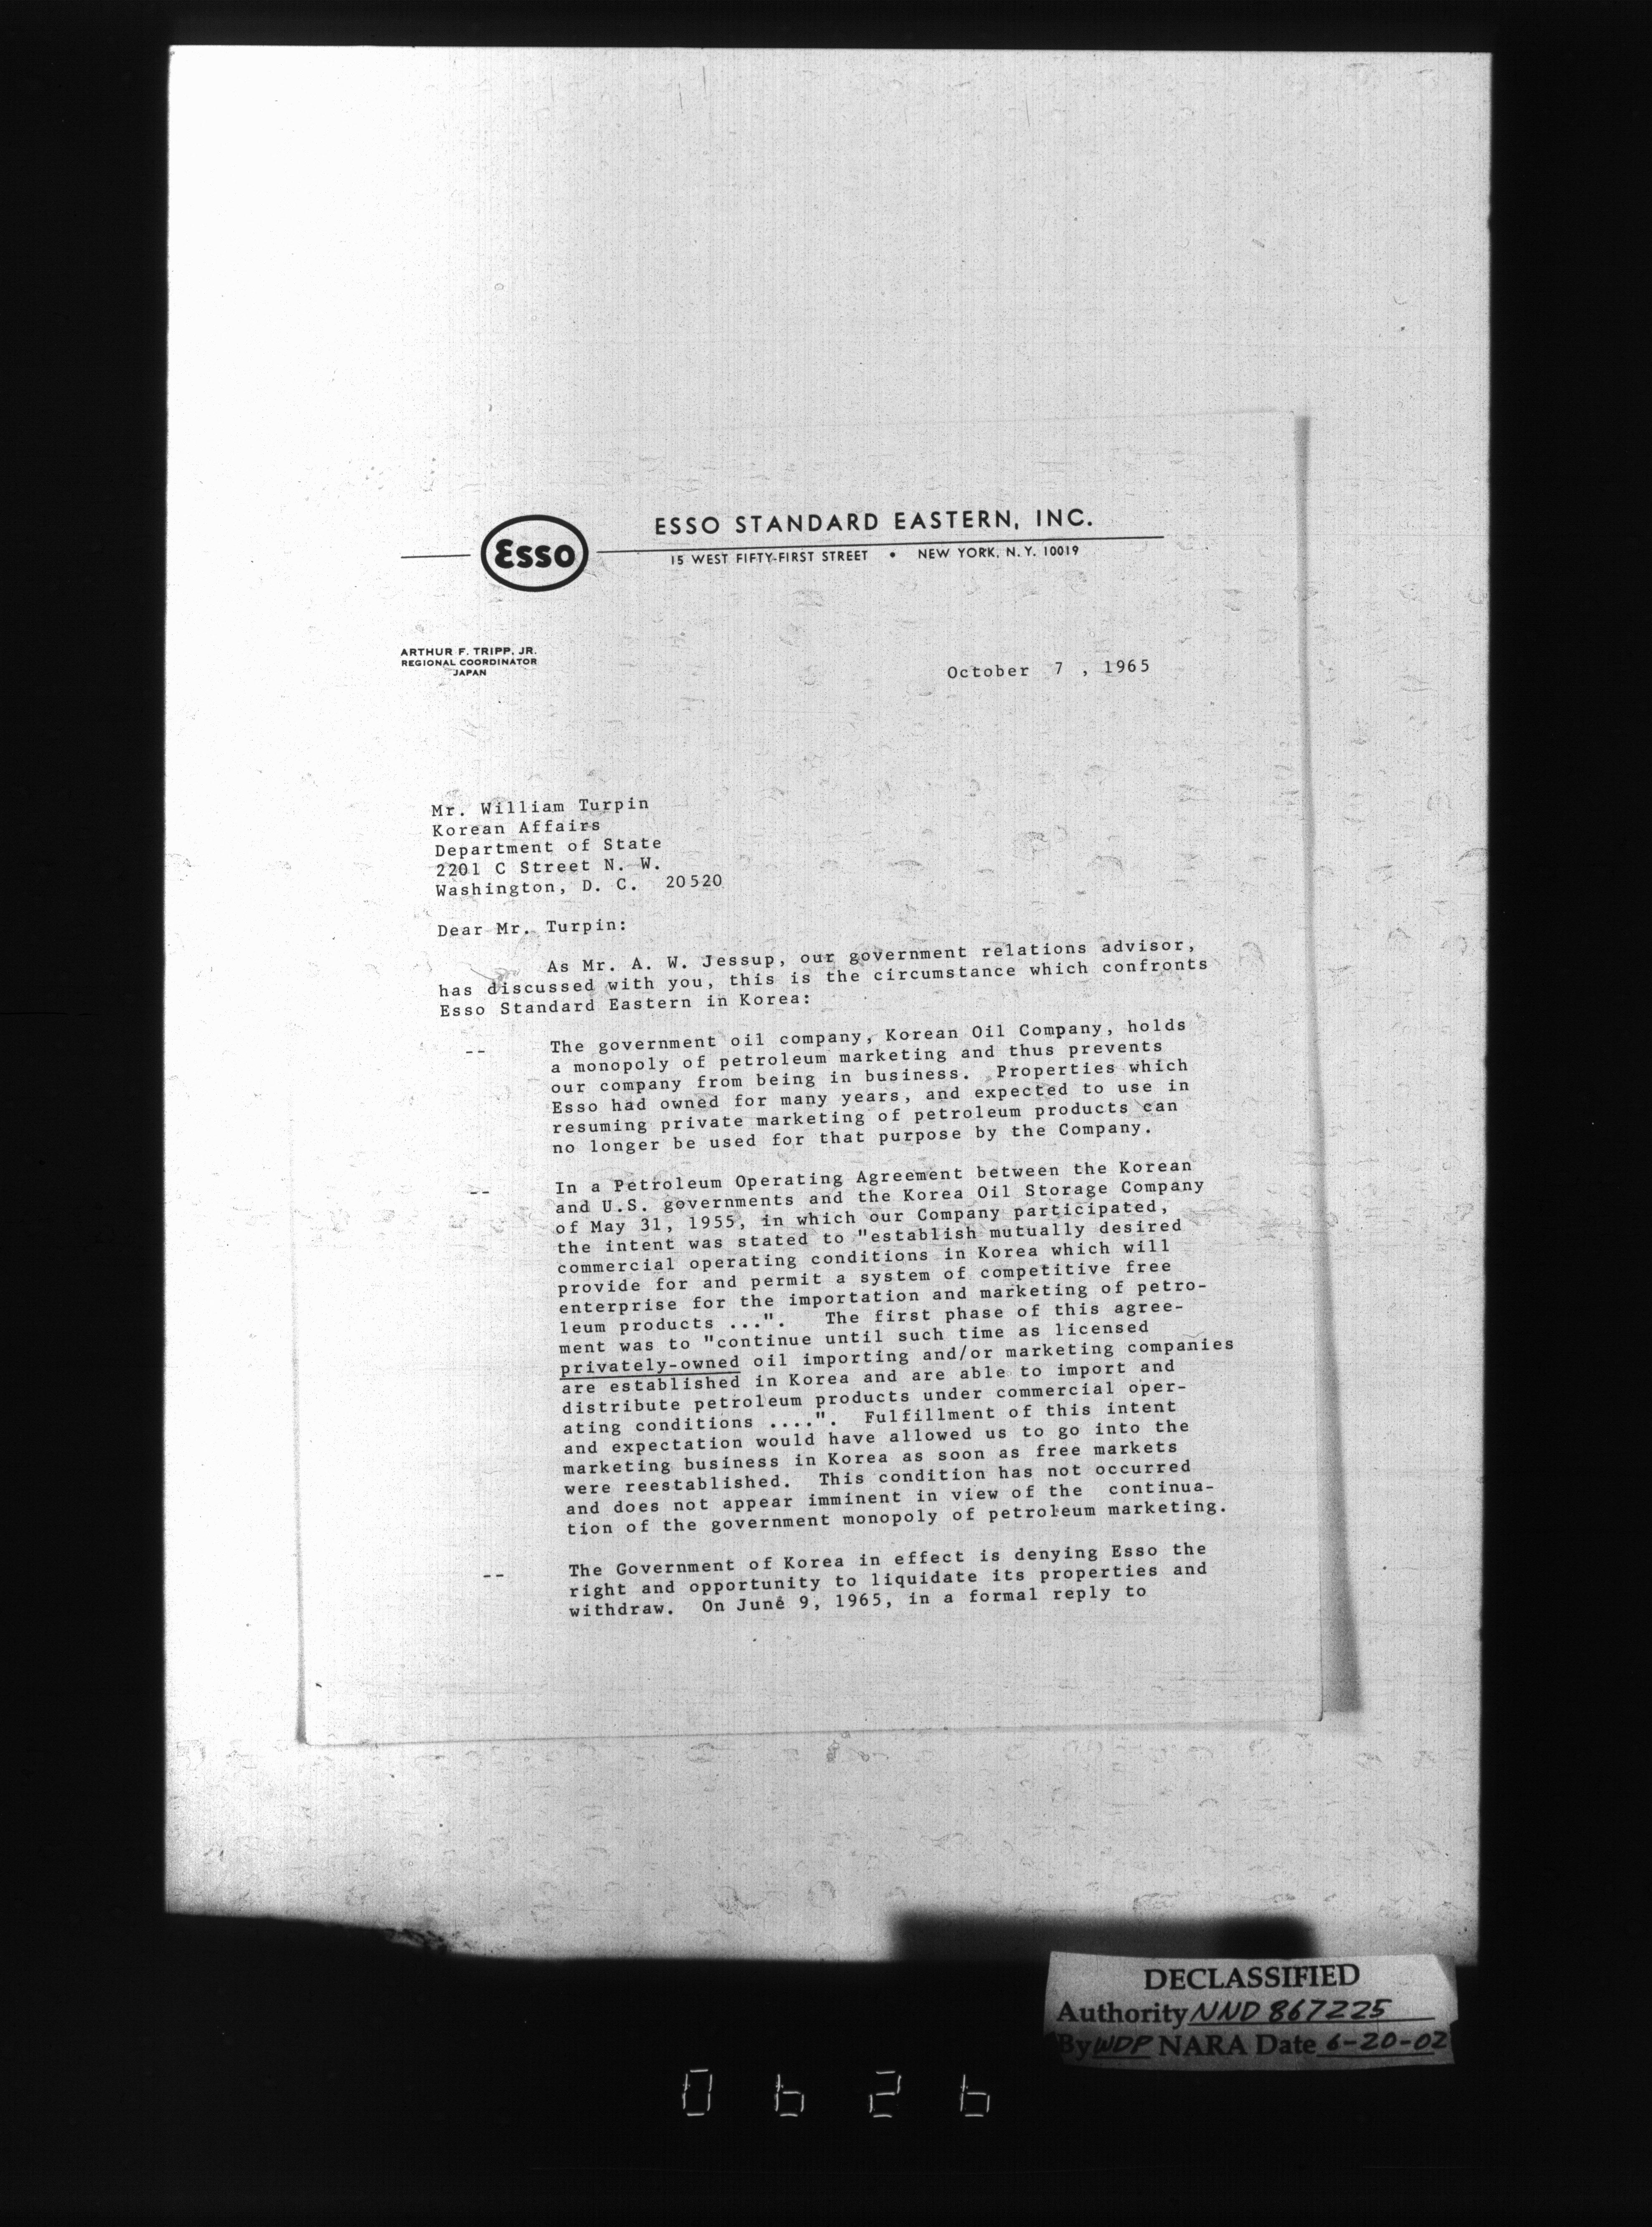 ESSO STANDARD EASTERN, INC.
Esso
15 WEST FIFTY-FIRST STREET • NEW YORK, N. Y. 10019
ARTHUR F. TRIPP, JR.
REGIONAL COORDINATOR
JAPAN
October 7 , 1965
Mr. William Turpin
Korean Affairs
Department of State
2201 C Street N. W.
Washington, D. C. 20520
Dear Mr. Turpin:
As Mr. A. W. Jessup, our government relations advisor,
has discussed with you, this is the circumstance which confronts
Esso Standard Eastern in Korea:
-- The government oil company, Korean Oil Company, holds
a monopoly of petroleum marketing and thus prevents
our company from being in business. Properties which
Esso had owned for many years, and expected to use in
resuming private marketing of petroleum products can
no longer be used for that purpose by the Company.
-- In a Petroleum Operating Agreement between the Korean
and U.S. governments and the Korea Oil Storage Company
of May 31, 1955, in which our Company participated,
the intent was stated to "establish mutually desired
commercial operating conditions in Korea which will
provide for and permit a system of competitive free
enterprise for the importation and marketing of petro-
leum products ...". The first phase of this agree-
ment was to "continue until such time as licensed
privately-owned oil importing and/or marketing companies
are established in Korea and are able to import and
distribute petroleum products under commercial oper-
ating conditions ....". Fulfillment of this intent
and expectation would have allowed us to go into the
marketing business in Korea as soon as free markets
were reestablished. This condition has not occurred
and does not appear imminent in view of the continua-
tion of the government monopoly of petroleum marketing.
-- The Government of Korea in effect is denying Esso the
right and opportunity to liquidate its properties and
withdraw. On June 9, 1965, in a formal reply to
DECLASSIFIED
Authority NND 867225
By WDP NARA Date 6-20-02
0626